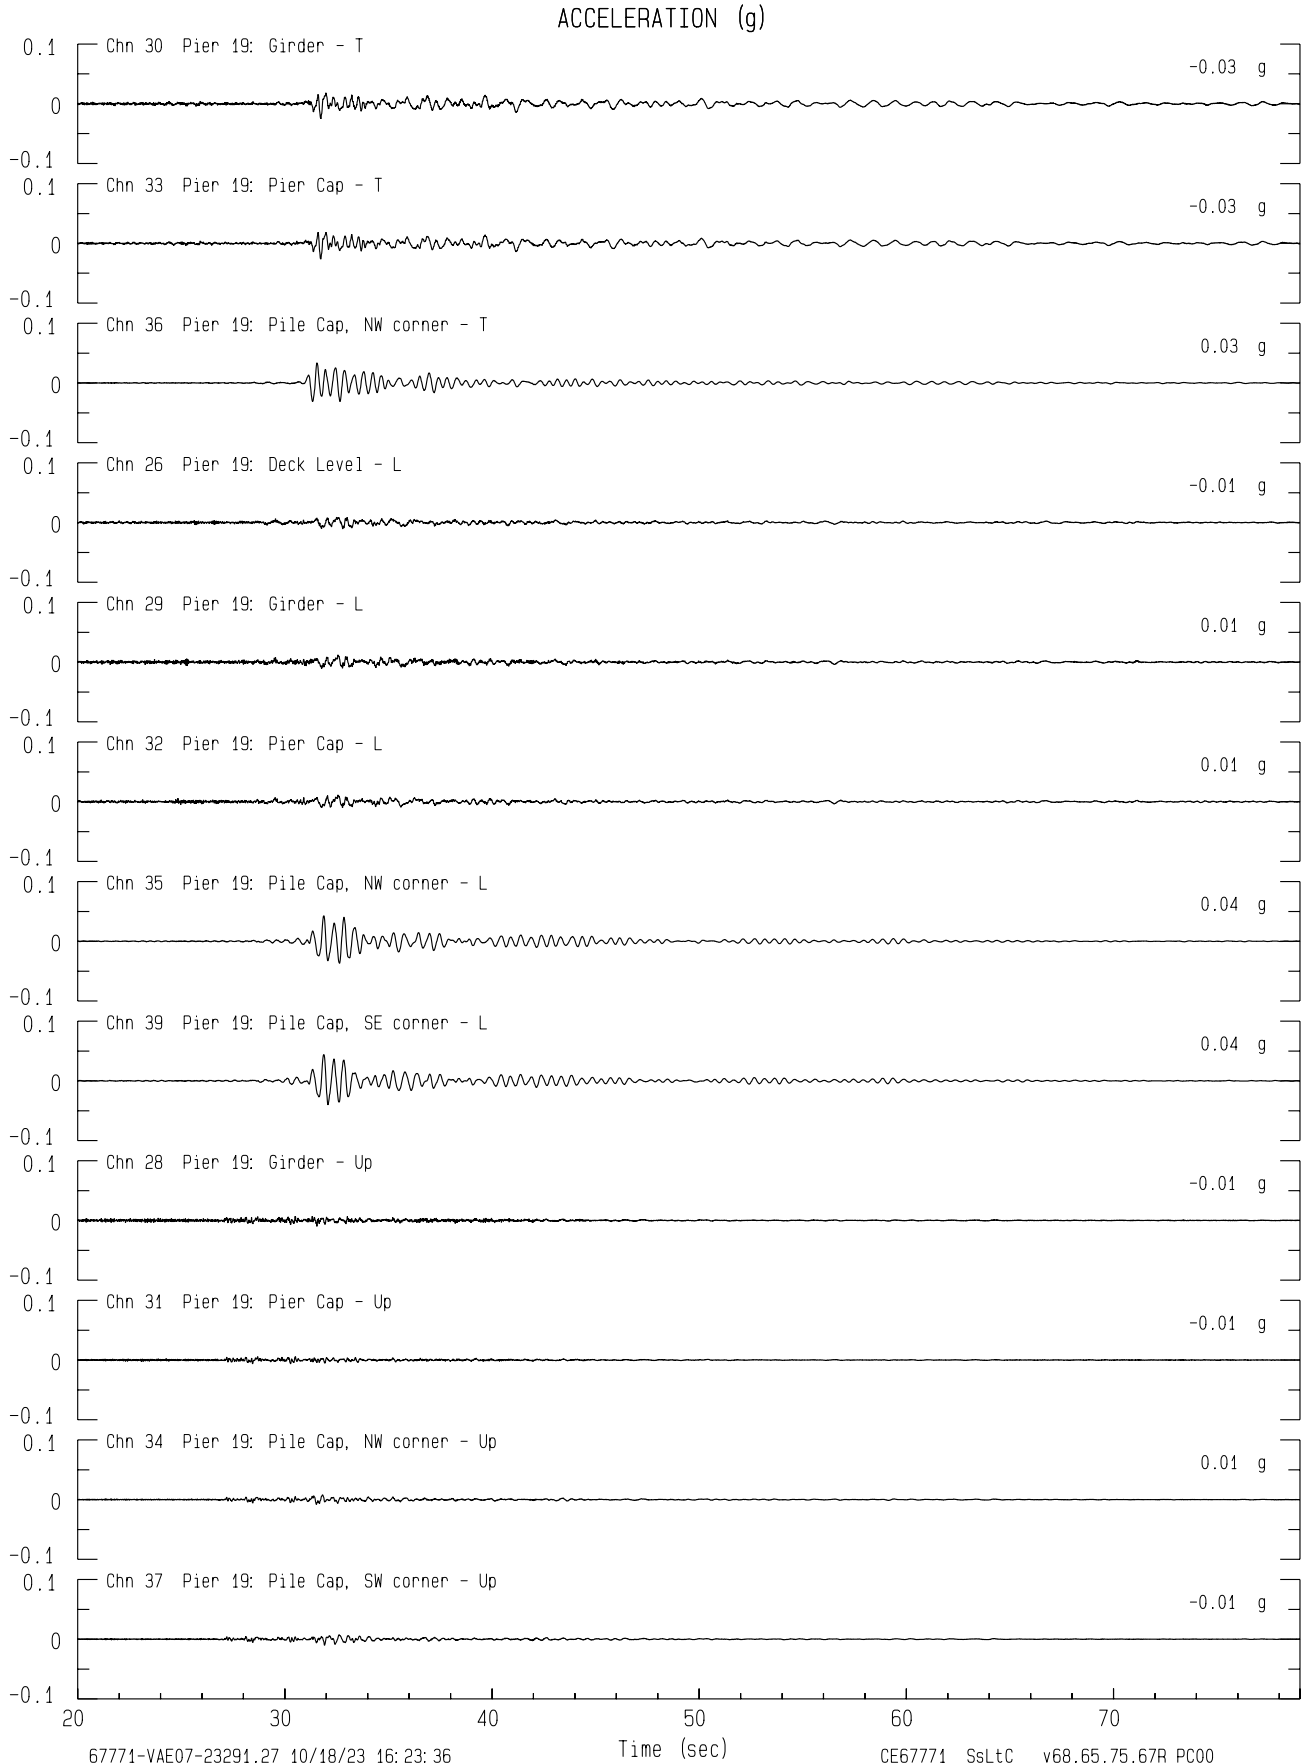 ACCELERATION (g)
0.1 Chn 30 Pier 19: Girder - T
-0.03 g
0
-0.1
0.1 Chn 33 Pier 19: Pier Cap - T
-0.03 g
0
-0.1
0.1 Chn 36 Pier 19: Pile Cap, NW corner - T
0.03 g
0
-0.1
0.1 Chn 26 Pier 19: Deck Level - L
-0.01 g
0
-0.1
0.1 Chn 29 Pier 19: Girder - L
0.01 g
0
-0.1
0.1 Chn 32 Pier 19: Pier Cap - L
0.01 g
0
-0.1
0.1 Chn 35 Pier 19: Pile Cap, NW corner - L
0.04 g
0
-0.1
0.1 Chn 39 Pier 19: Pile Cap, SE corner - L
0.04 g
0
-0.1
0.1 Chn 28 Pier 19: Girder - Up
-0.01 g
0
-0.1
0.1 Chn 31 Pier 19: Pier Cap - Up
-0.01 g
0
-0.1
0.1 Chn 34 Pier 19: Pile Cap, NW corner - Up
0.01 g
0
-0.1
0.1 Chn 37 Pier 19: Pile Cap, SW corner - Up
-0.01 g
0
-0.1
20 30 40 50 60 70
Time (sec)
67771-VAE07-23291.27 10/18/23 16:23:36 CE67771 SsLtC v68.65.75.67R PC00